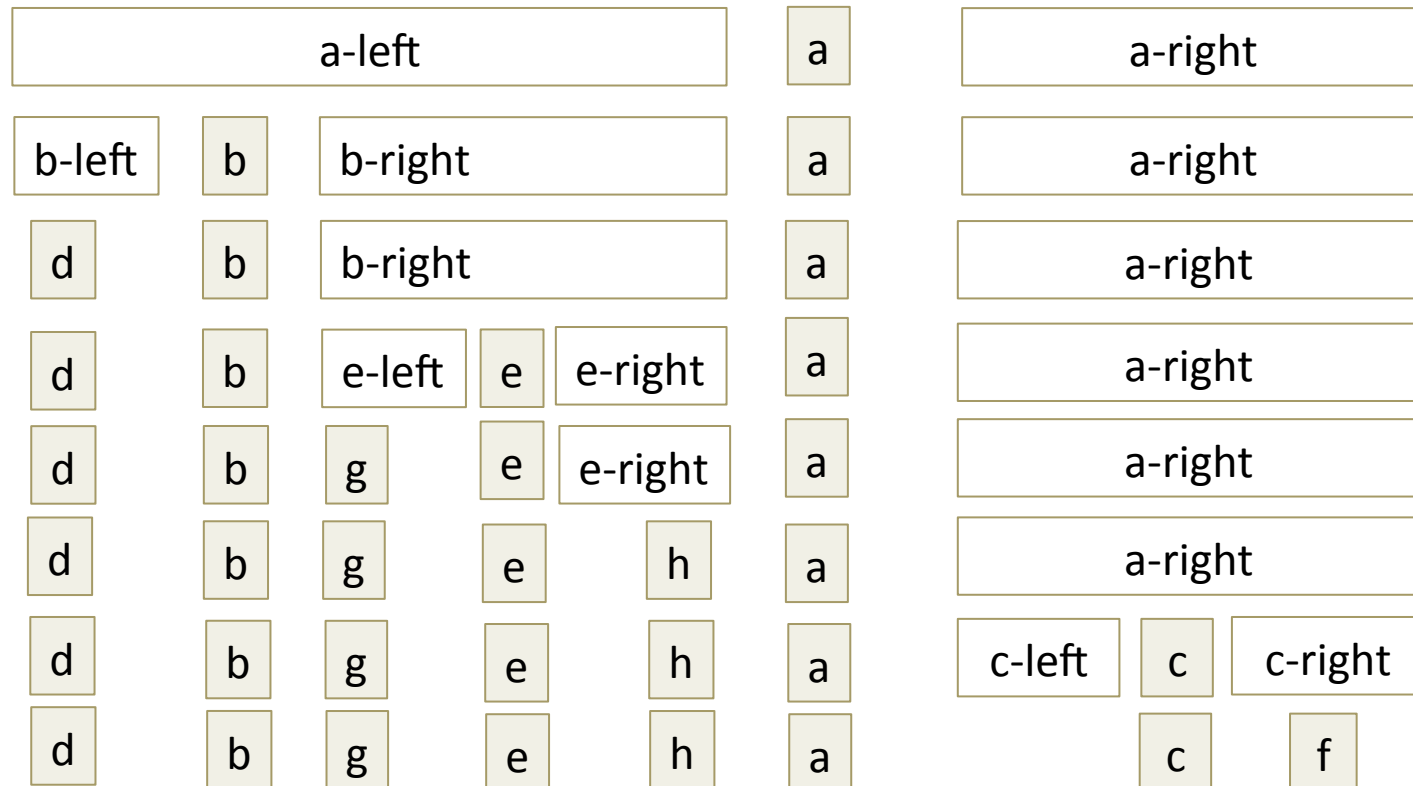 a-left a a-right
b-left b b-right a a-right
d b b-right a a-right
d b e-left e e-right a a-right
d b g e e-right a a-right
d b g e h a a-right
d b g e h a c-left c c-right
d b g e h a c f